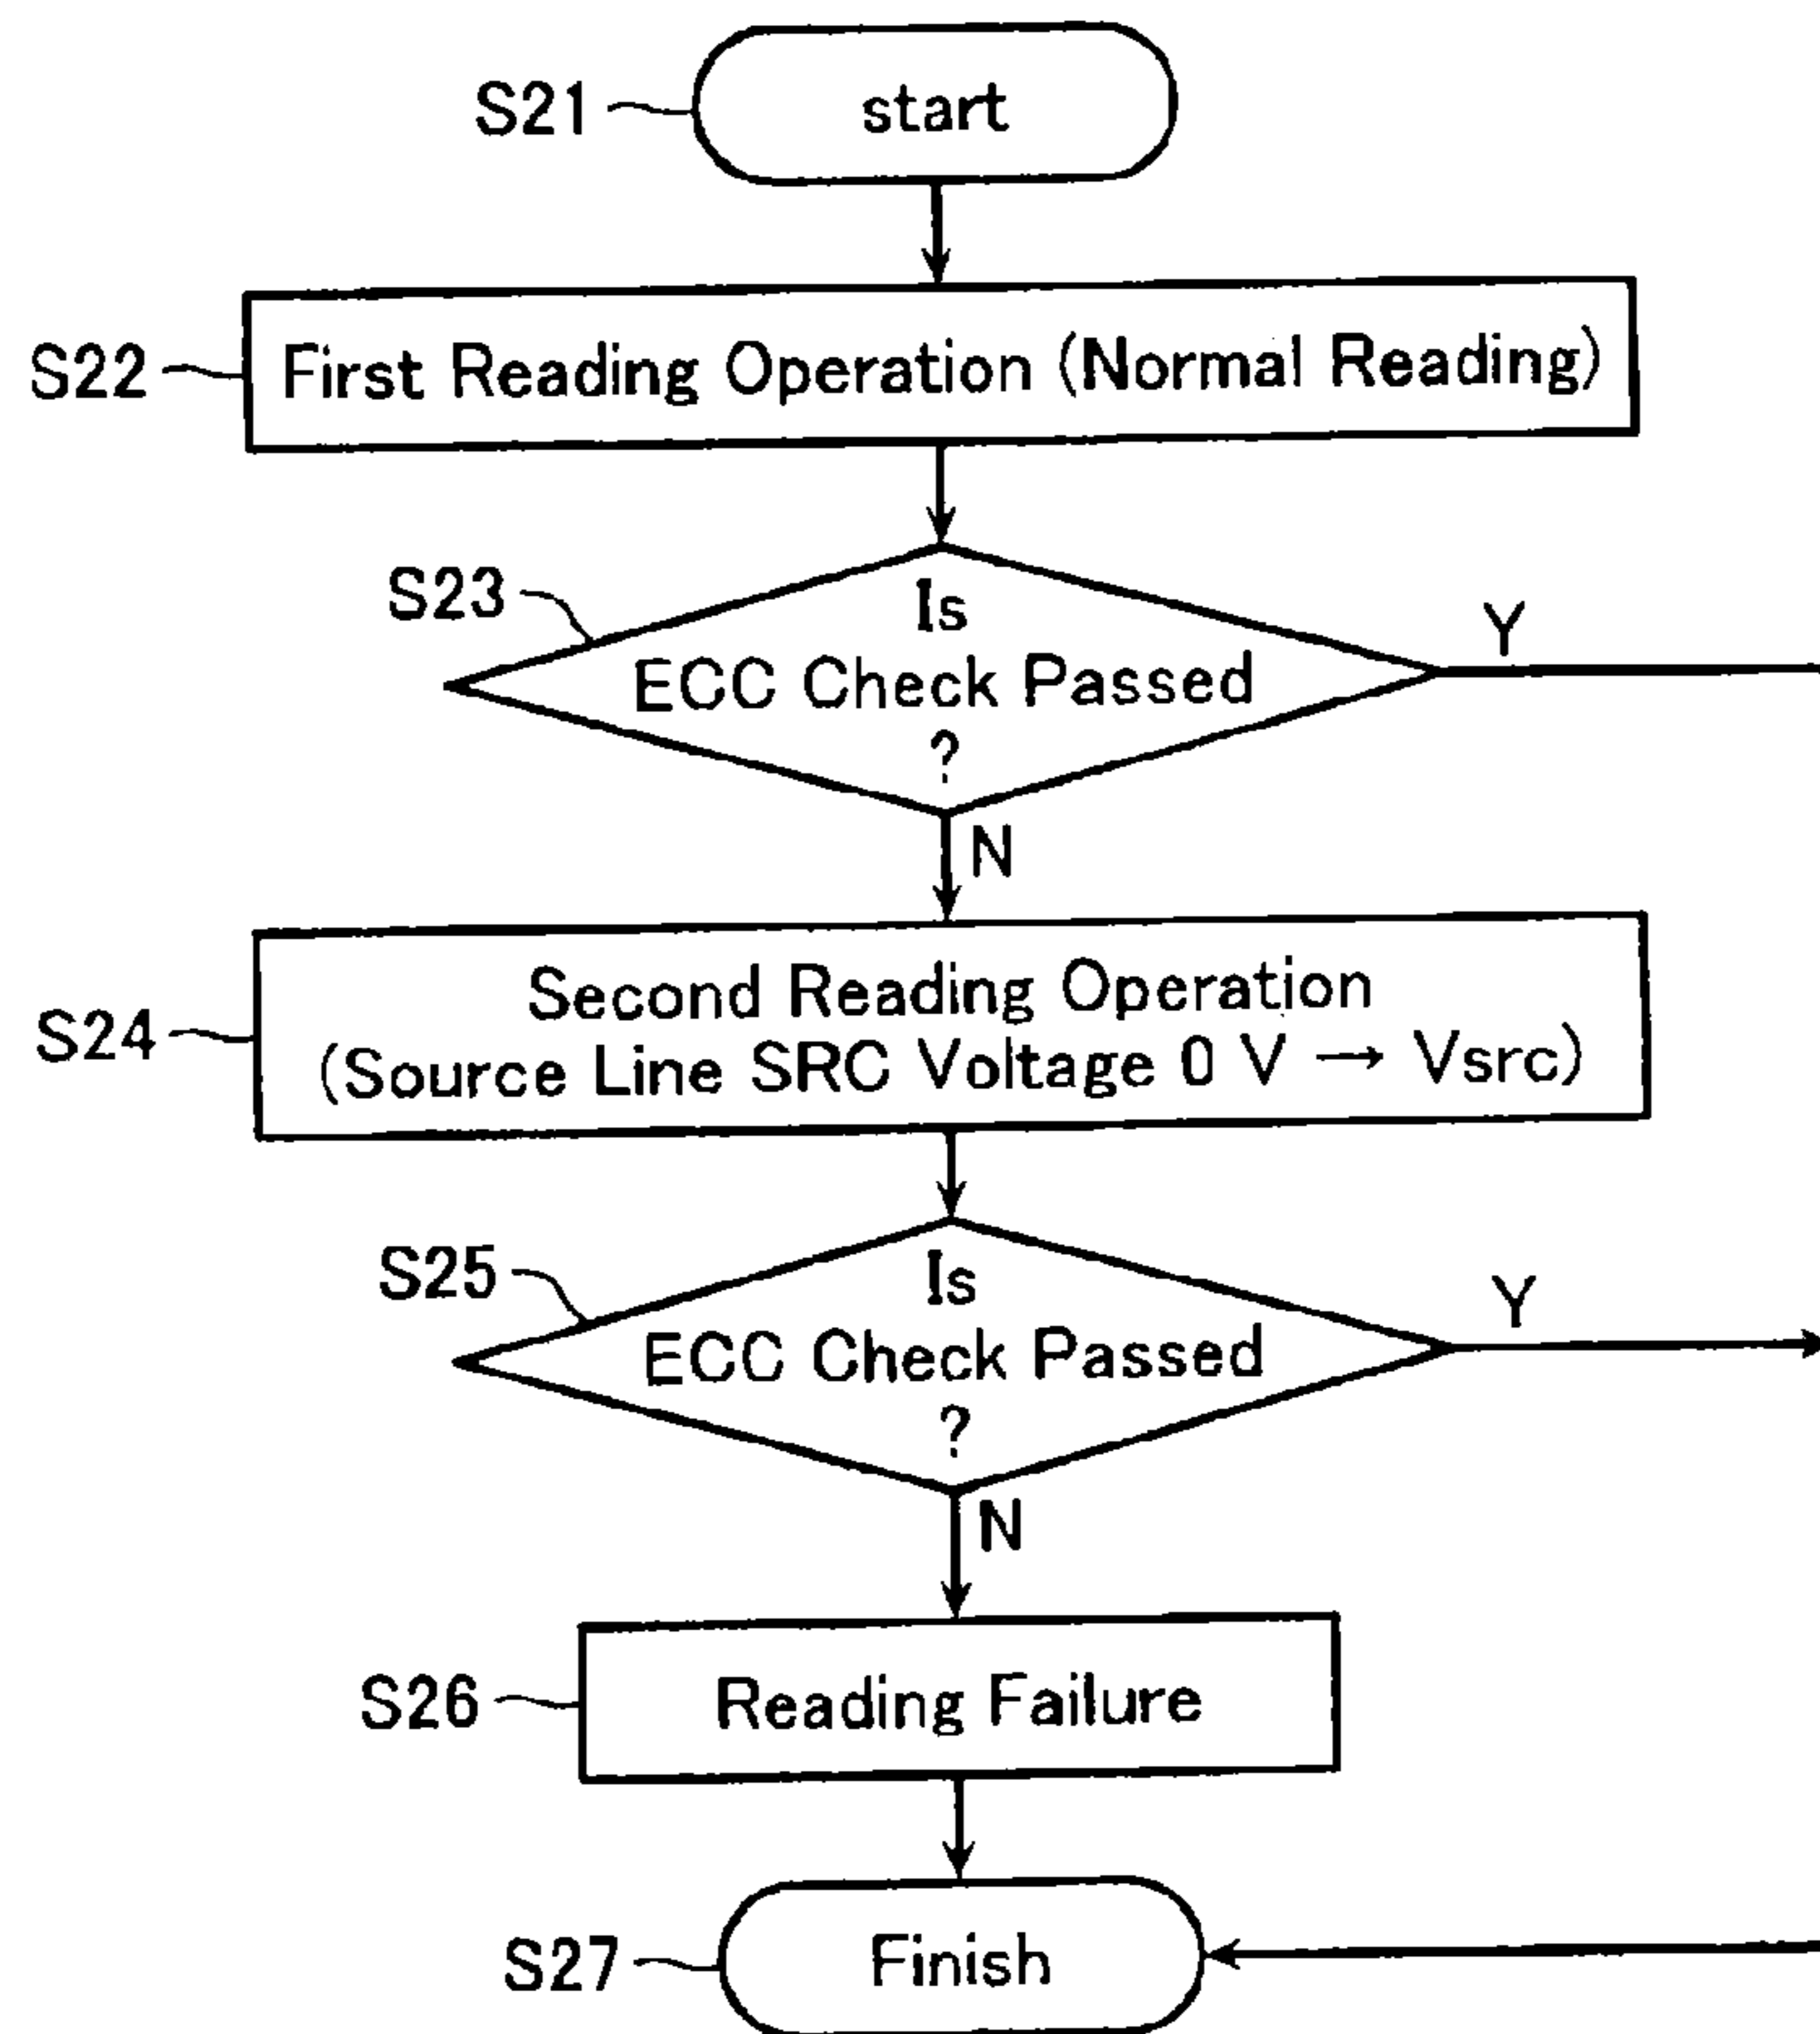 S21
start
S22
First Reading Operation (Normal Reading)
S23
Is
ECC Check Passed
?
Y
N
S24
Second Reading Operation
(Source Line SRC Voltage 0 V → Vsrc)
S25
Is
ECC Check Passed
?
Y
N
S26
Reading Failure
S27
Finish